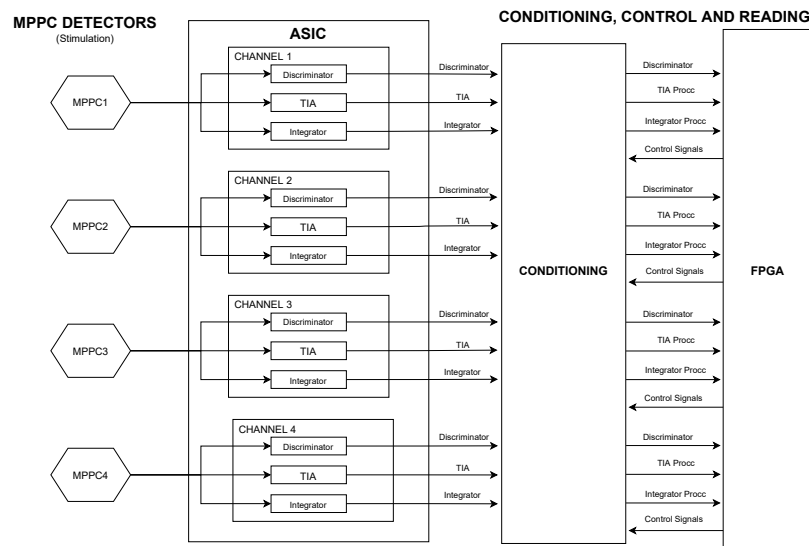 MPPC DETECTORS
(Stimulation)
CONDITIONING, CONTROL AND READING
ASIC
CHANNEL 1
Discriminator
TIA
Integrator
MPPC1
Discriminator
TIA
Integrator
Discriminator
TIA Procc
Integrator Procc
Control Signals
CHANNEL 2
Discriminator
TIA
Integrator
MPPC2
Discriminator
TIA
Integrator
Discriminator
TIA Procc
Integrator Procc
Control Signals
CONDITIONING
FPGA
CHANNEL 3
Discriminator
TIA
Integrator
MPPC3
Discriminator
TIA
Integrator
Discriminator
TIA Procc
Integrator Procc
Control Signals
CHANNEL 4
Discriminator
TIA
Integrator
MPPC4
Discriminator
TIA
Integrator
Discriminator
TIA Procc
Integrator Procc
Control Signals